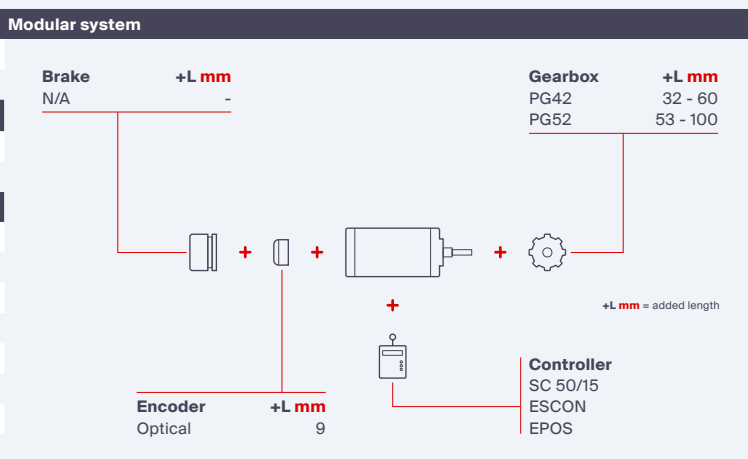 Modular system
Brake +L mm
N/A -
Gearbox +L mm
PG42 32 - 60
PG52 53 - 100
+L mm = added length
Encoder +L mm
Optical 9
Controller
SC 50/15
ESCON
EPOS